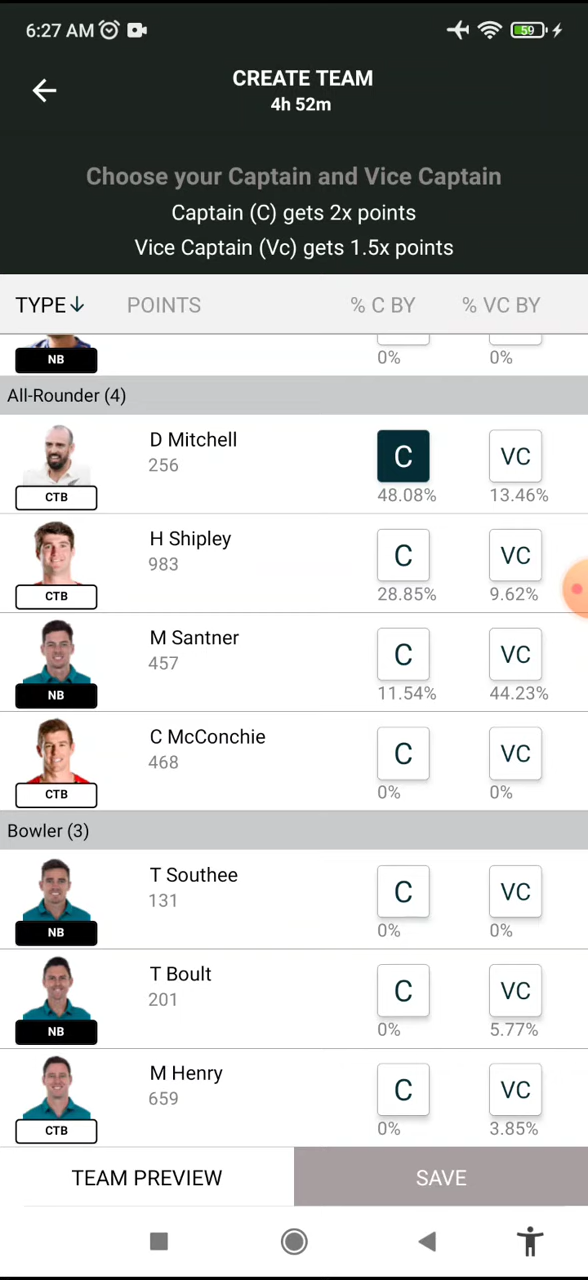 6:27 AM
59
CREATE TEAM
4h 52m
Choose your Captain and Vice Captain
Captain (C) gets 2x points
Vice Captain (Vc) gets 1.5x points
TYPE↓ POINTS % C BY % VC BY
NB 0% 0%
All-Rounder (4)
D Mitchell
256
C VC
CTB 48.08% 13.46%
H Shipley
983
C VC
CTB 28.85% 9.62%
M Santner
457
C VC
NB 11.54% 44.23%
C McConchie
468
C VC
CTB 0% 0%
Bowler (3)
T Southee
131
C VC
NB 0% 0%
T Boult
201
C VC
NB 0% 5.77%
M Henry
659
C VC
CTB 0% 3.85%
TEAM PREVIEW SAVE